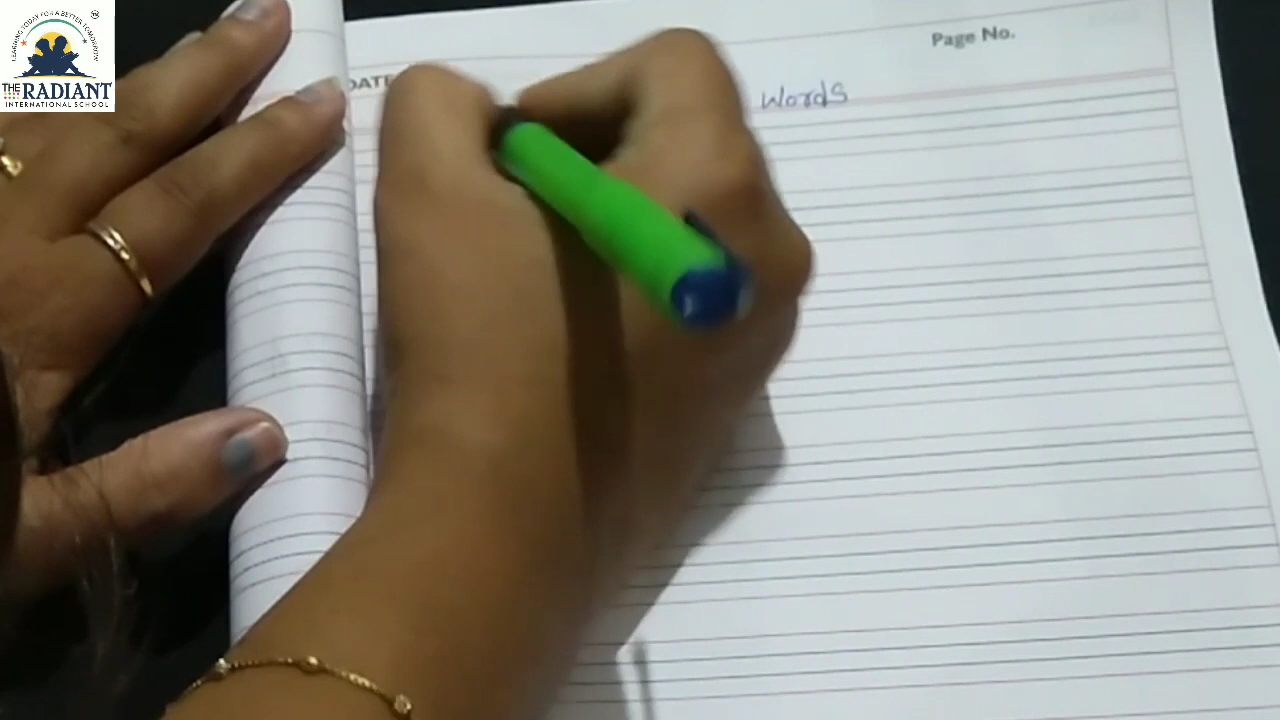 LEARNING TODAY FOR A BETTER TOMORROW
THE RADIANT
INTERNATIONAL SCHOOL
Page No.
DATE
Words